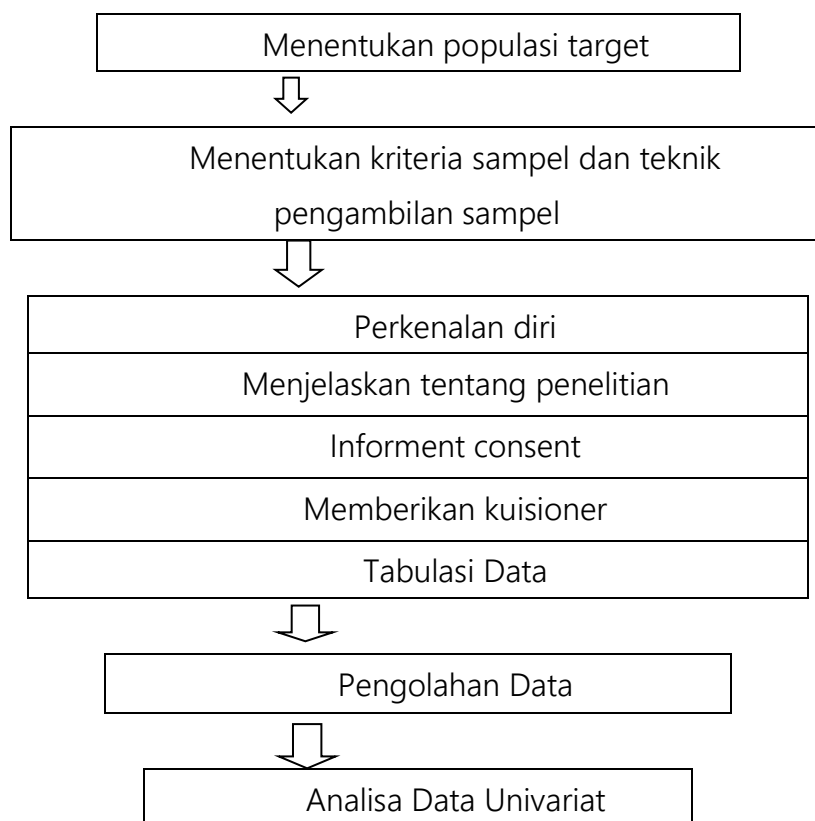 Menentukan populasi target
Menentukan kriteria sampel dan teknik
pengambilan sampel
Perkenalan diri
Menjelaskan tentang penelitian
Informent consent
Memberikan kuisioner
Tabulasi Data
Pengolahan Data
Analisa Data Univariat